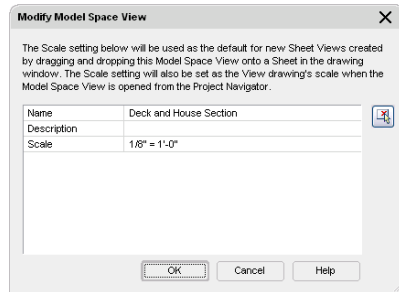 Modify Model Space View
The Scale setting below will be used as the default for new Sheet Views created
by dragging and dropping this Model Space View onto a Sheet in the drawing
window. The Scale setting will also be set as the View drawing's scale when the
Model Space View is opened from the Project Navigator.
Name Deck and House Section
Description
Scale 1/8" = 1'-0"
OK Cancel Help